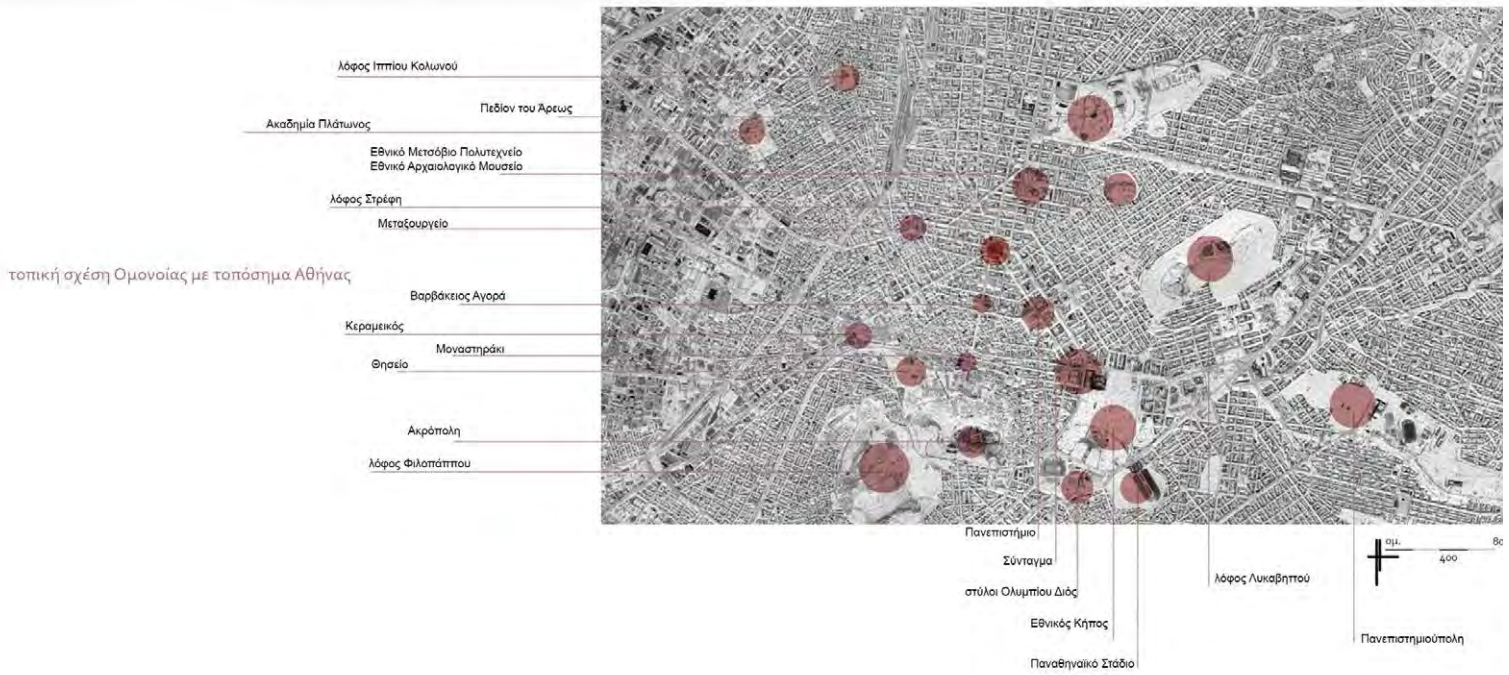 λόφος Ιππίου Κολωνού
Πεδίον του Άρεως
Ακαδημία Πλάτωνος
Εθνικό Μετσόβιο Πολυτεχνείο
Εθνικό Αρχαιολογικό Μουσείο
λόφος Στρέφη
Μεταξουργείο
τοπική σχέση Ομονοίας με τοπόσημα Αθήνας
Βαρβάκειος Αγορά
Κεραμεικός
Μοναστηράκι
Θησείο
Ακρόπολη
λόφος Φιλοπάππου
Πανεπιστήμιο
Σύνταγμα
στύλοι Ολυμπίου Διός
Εθνικός Κήπος
Παναθηναϊκό Στάδιο
λόφος Λυκαβηττού
Πανεπιστημιούπολη
0μ.
400